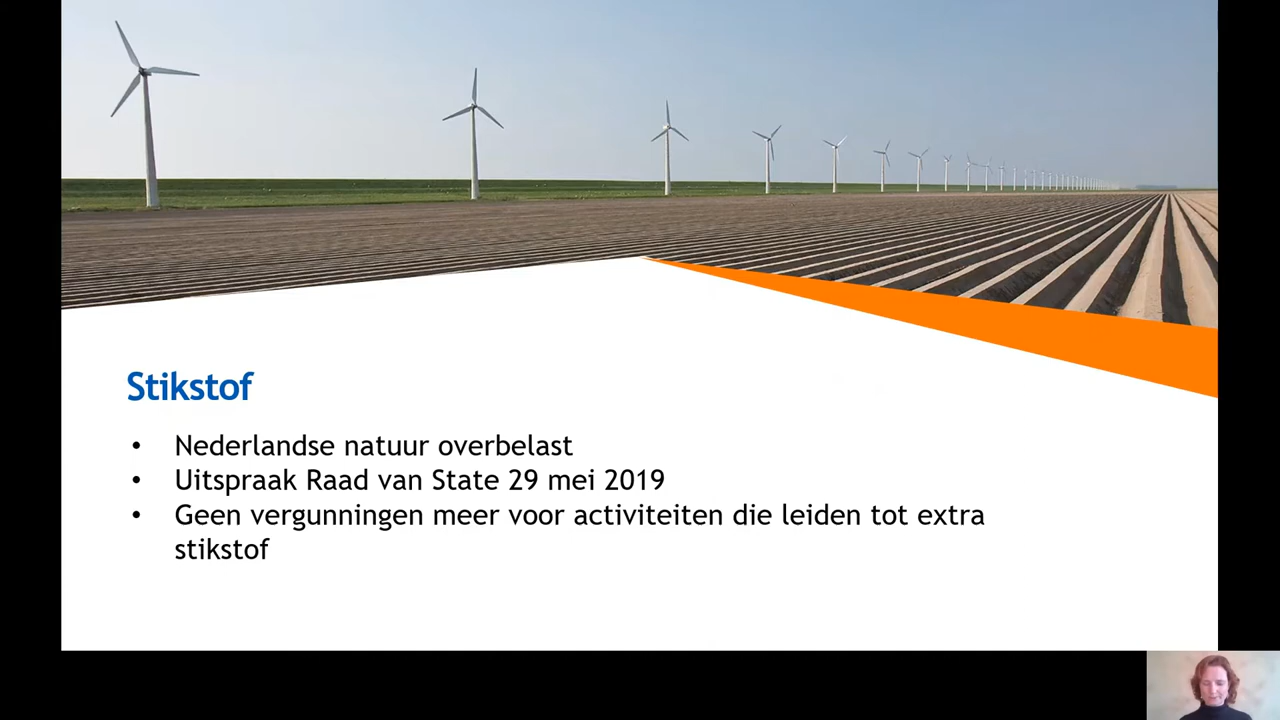 Stikstof
• Nederlandse natuur overbelast
• Uitspraak Raad van State 29 mei 2019
• Geen vergunningen meer voor activiteiten die leiden tot extra
stikstof